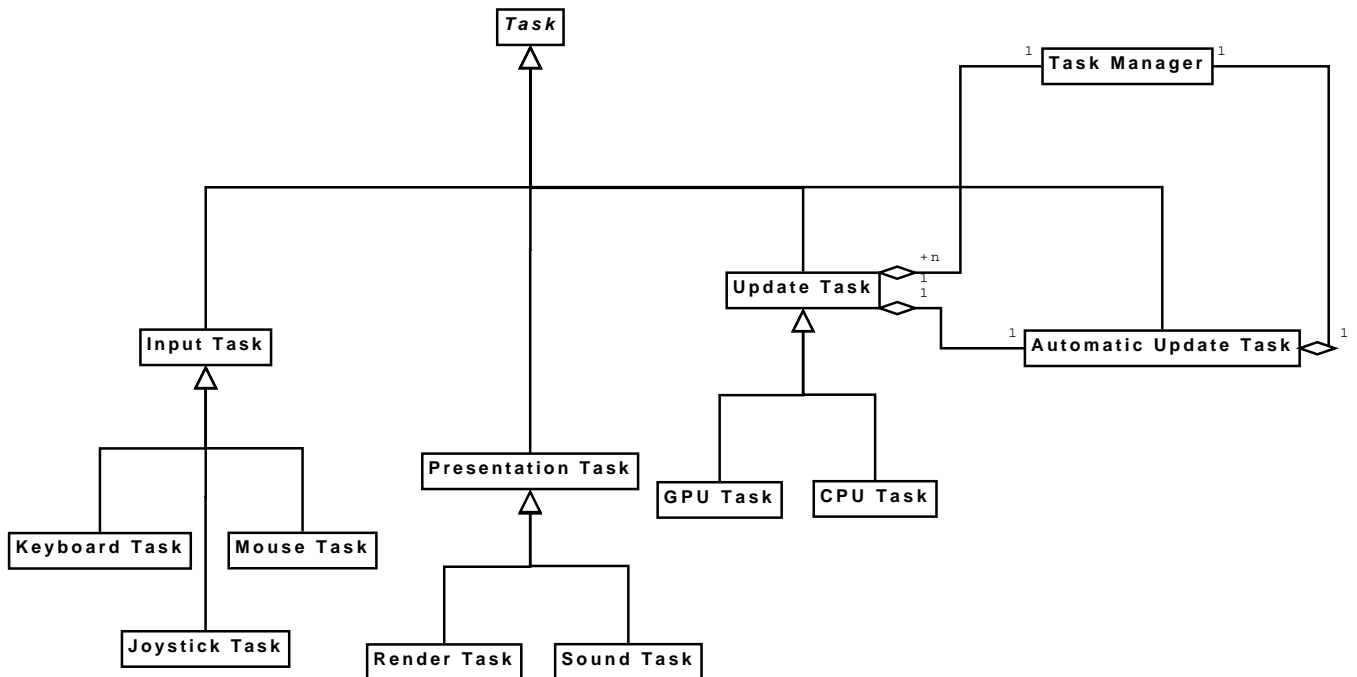 Task
1
Task Manager
1
+n
1
Update Task
1
Input Task
1
Automatic Update Task
1
Presentation Task
GPU Task
CPU Task
Keyboard Task
Mouse Task
Joystick Task
Render Task
Sound Task